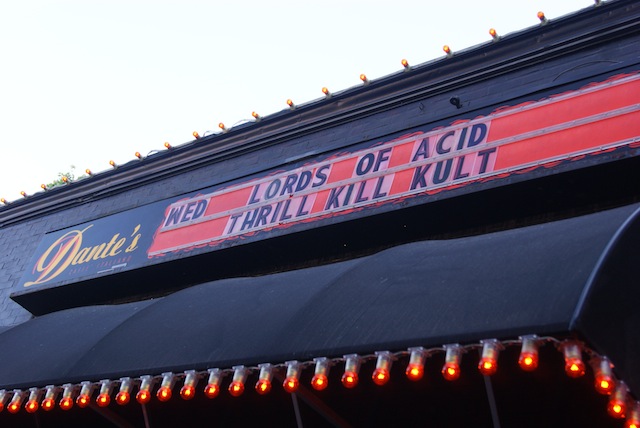 Dante's
WED LORDS OF ACID
THRILL KILL KULT